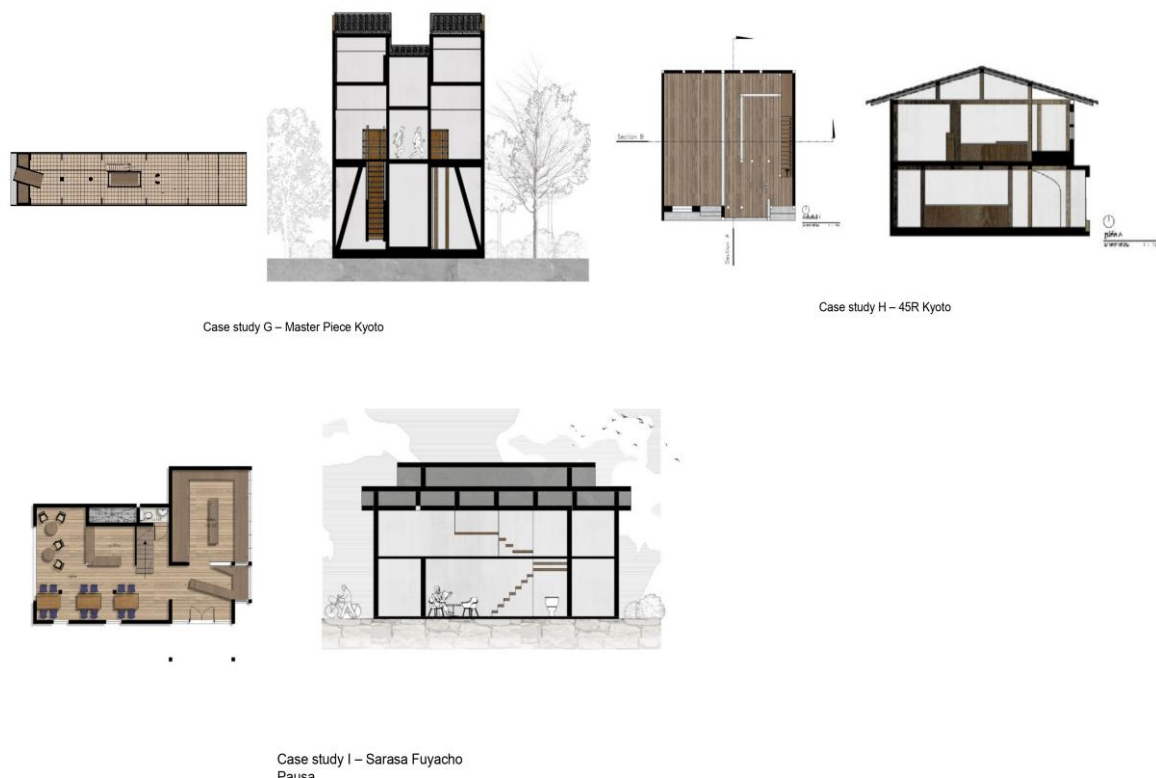 Section B
Section A
Case study H – 45R Kyoto
Case study G – Master Piece Kyoto
Case study I – Sarasa Fuyacho
Pausa